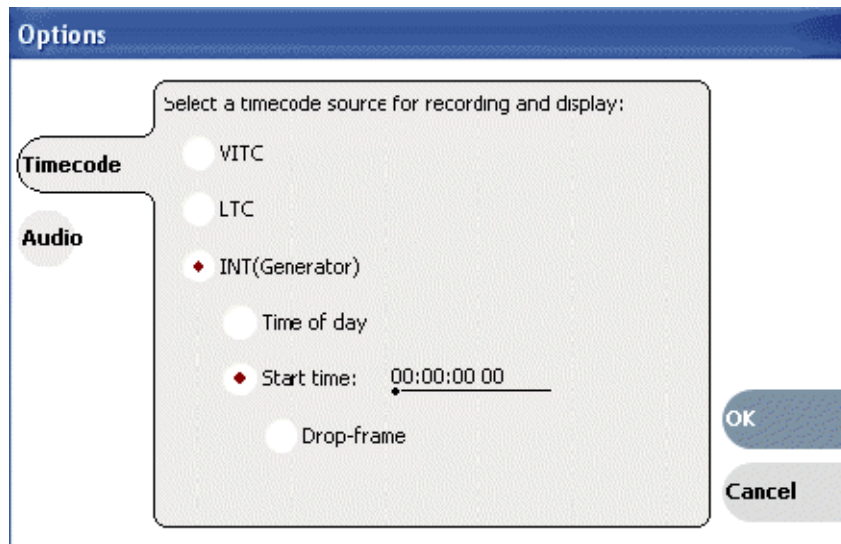 Options
Select a timecode source for recording and display:
Timecode
VITC
LTC
Audio
INT(Generator)
Time of day
Start time: 00:00:00 00
Drop-frame
OK
Cancel